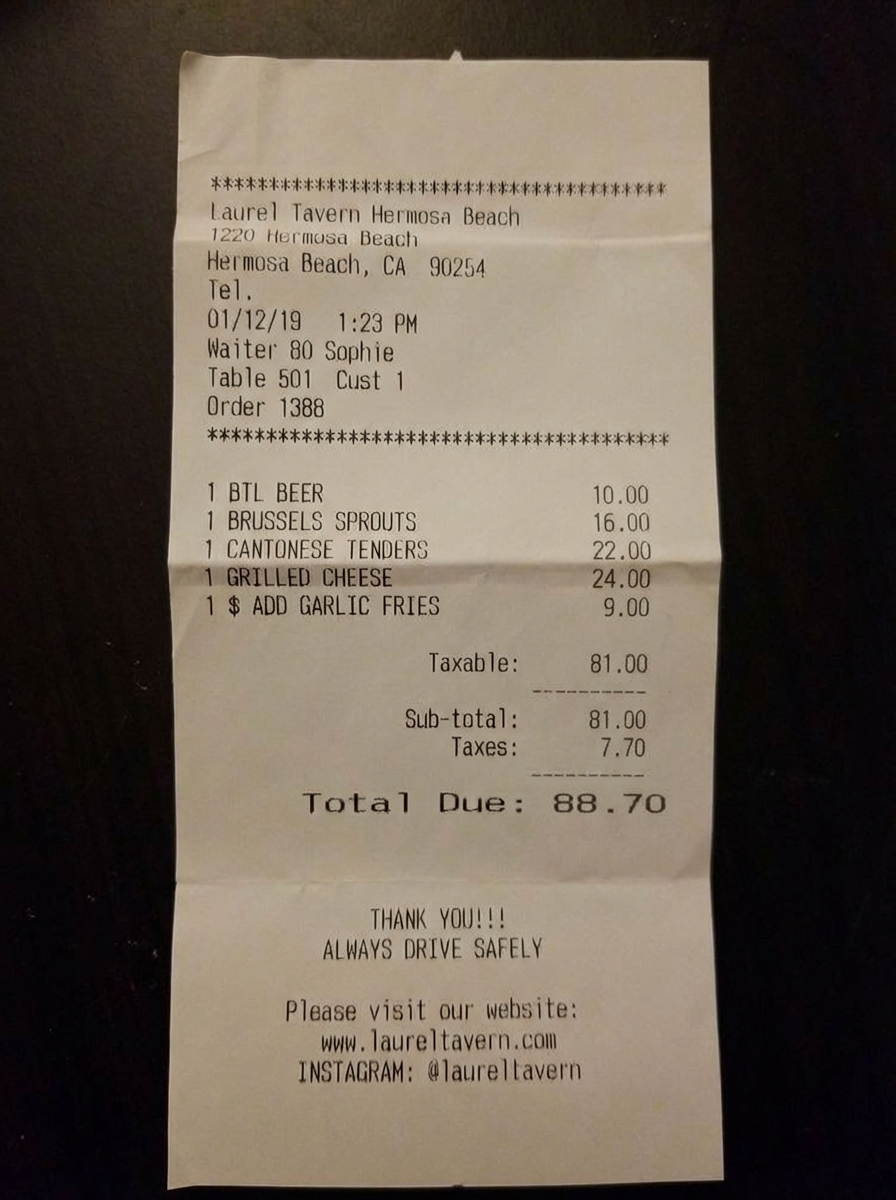 ****************************************
Laurel Tavern Hermosa Beach
1220 Hermosa Beach
Hermosa Beach, CA 90254
Tel.
01/12/19 1:23 PM
Waiter 80 Sophie
Table 501 Cust 1
Order 1388
****************************************
1 BTL BEER 10.00
1 BRUSSELS SPROUTS 16.00
1 CANTONESE TENDERS 22.00
1 GRILLED CHEESE 24.00
1 $ ADD GARLIC FRIES 9.00
Taxable: 81.00
----------
Sub-total: 81.00
Taxes: 7.70
----------
Total Due: 88.70
THANK YOU!!!
ALWAYS DRIVE SAFELY
Please visit our website:
www.laureltavern.com
INSTAGRAM: @laureltavern